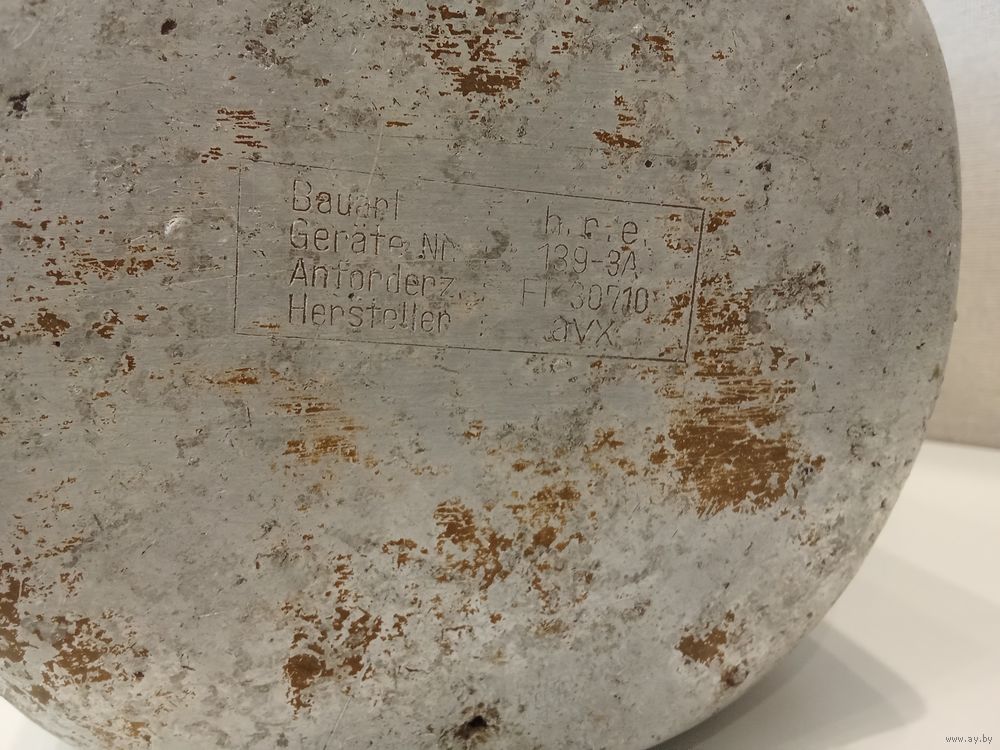 Bauart : h.r.e.
Geräte Nr. : 139-3A
Anforderz. : Fl 30710
Hersteller : avx
www.ay.by